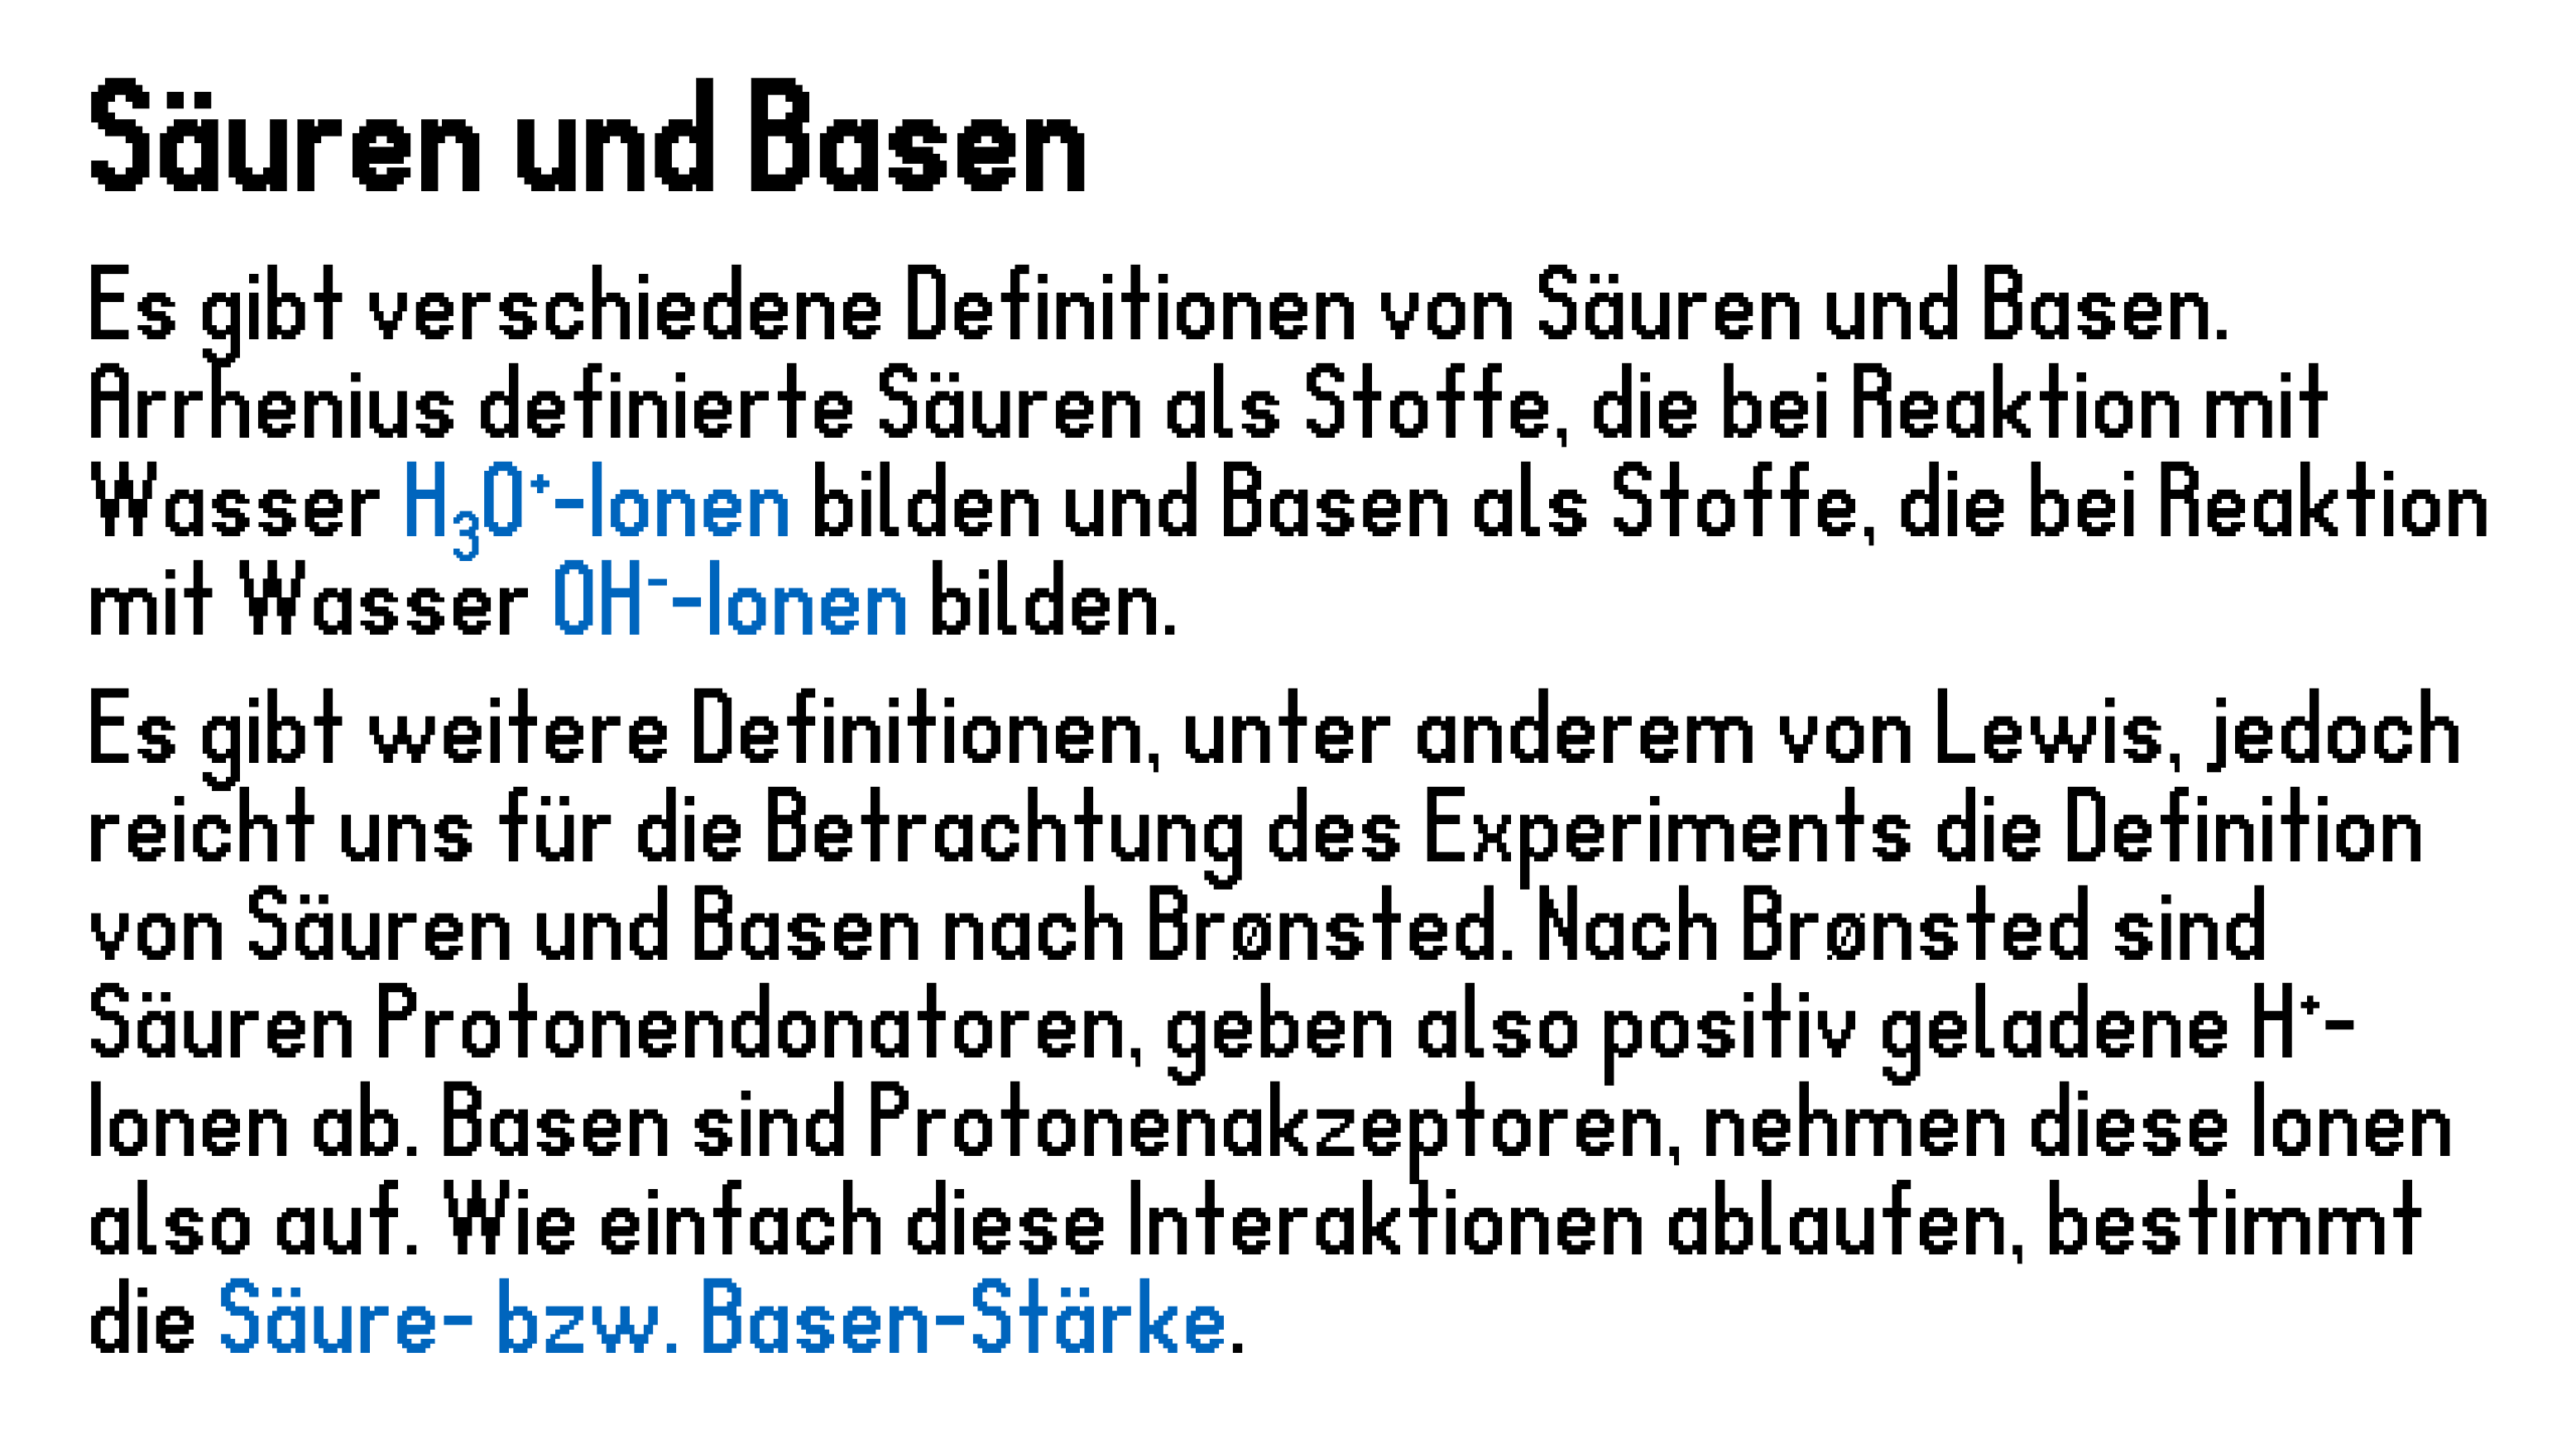 Säuren und Basen
Es gibt verschiedene Definitionen von Säuren und Basen.
Arrhenius definierte Säuren als Stoffe, die bei Reaktion mit
Wasser H₃O⁺-Ionen bilden und Basen als Stoffe, die bei Reaktion
mit Wasser OH⁻-Ionen bilden.
Es gibt weitere Definitionen, unter anderem von Lewis, jedoch
reicht uns für die Betrachtung des Experiments die Definition
von Säuren und Basen nach Brønsted. Nach Brønsted sind
Säuren Protonendonatoren, geben also positiv geladene H⁺-
Ionen ab. Basen sind Protonenakzeptoren, nehmen diese Ionen
also auf. Wie einfach diese Interaktionen ablaufen, bestimmt
die Säure- bzw. Basen-Stärke.